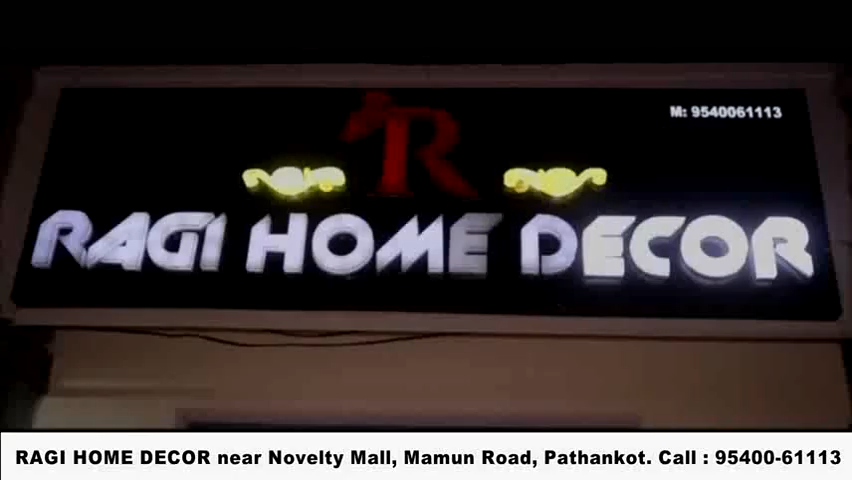 R
M: 9540061113
RAGI HOME DECOR
RAGI HOME DECOR near Novelty Mall, Mamun Road, Pathankot. Call : 95400-61113